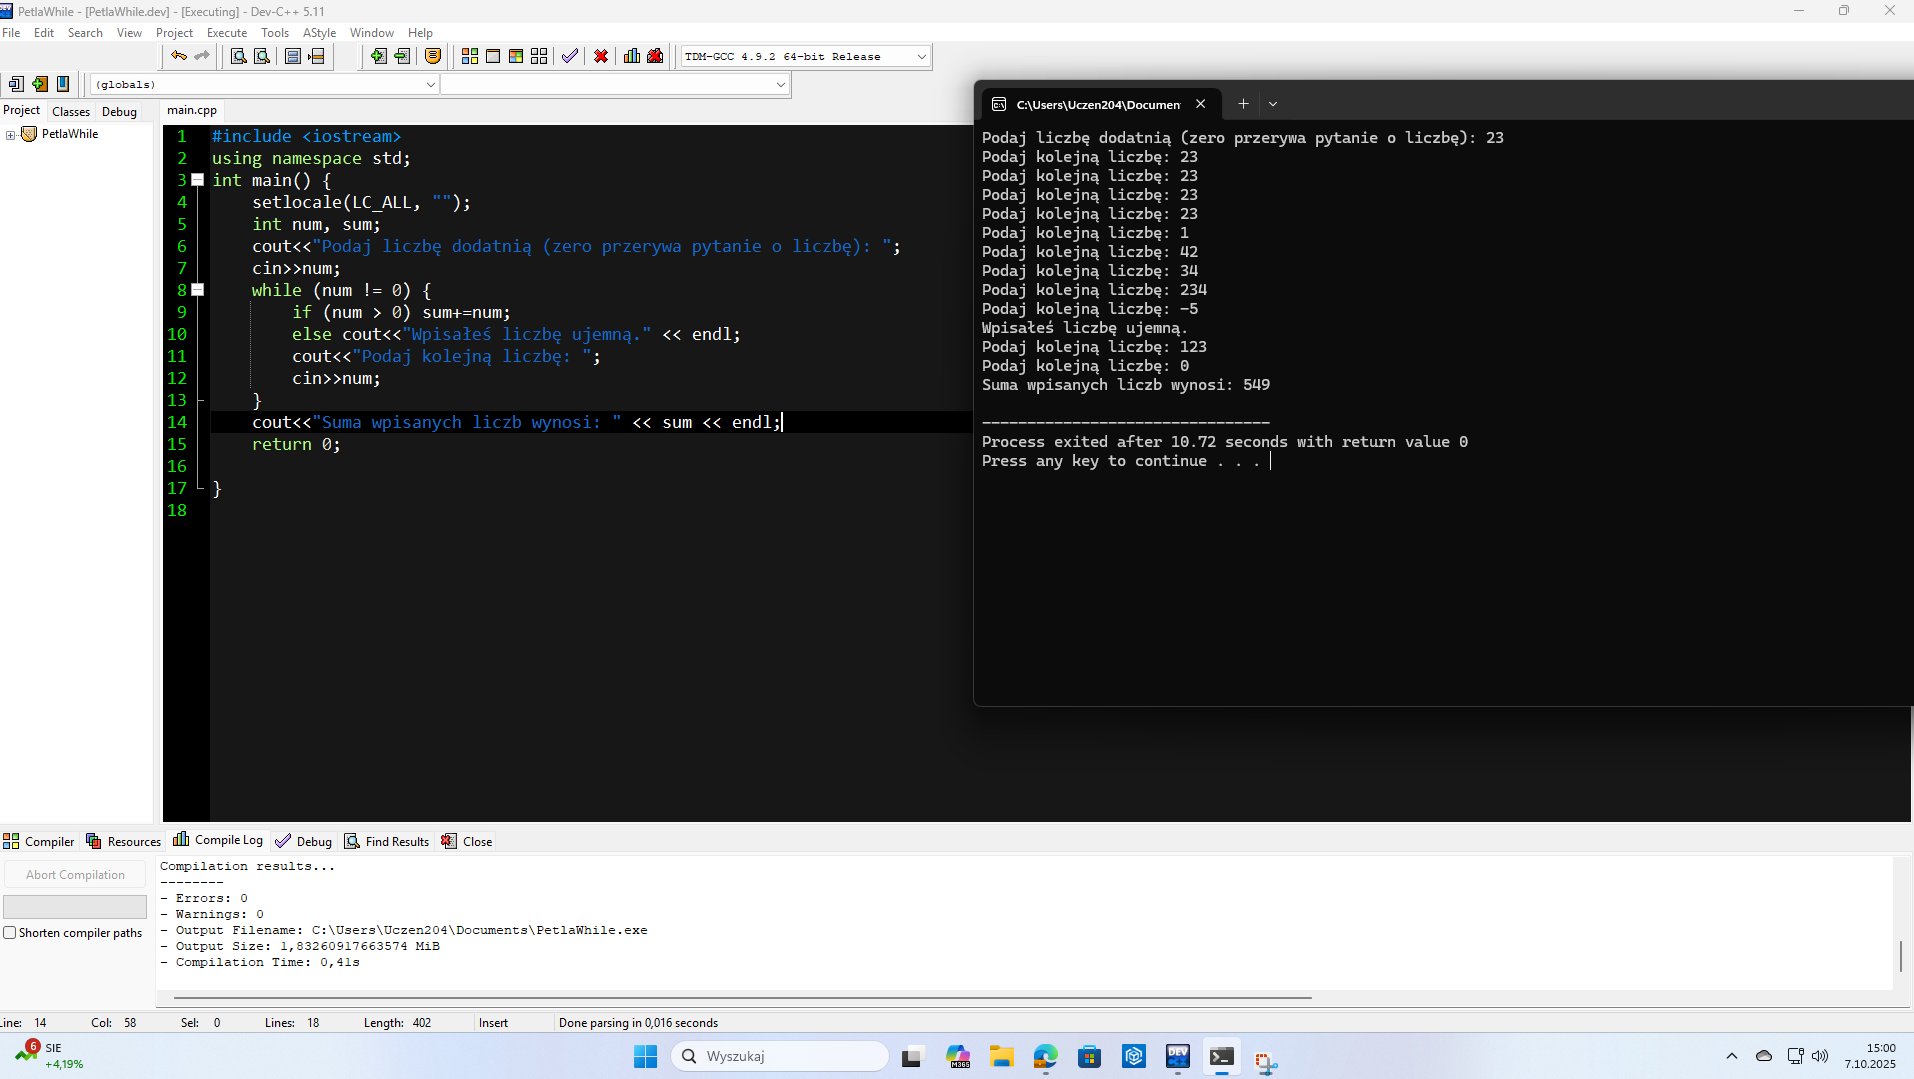 PetlaWhile - [PetlaWhile.dev] - [Executing] - Dev-C++ 5.11
File Edit Search View Project Execute Tools AStyle Window Help
TDM-GCC 4.9.2 64-bit Release
(globals)
Project Classes Debug
PetlaWhile
main.cpp
1 #include <iostream>
2 using namespace std;
3 int main() {
4 setlocale(LC_ALL, "");
5 int num, sum;
6 cout<<"Podaj liczbę dodatnią (zero przerywa pytanie o liczbę): ";
7 cin>>num;
8 while (num != 0) {
9 if (num > 0) sum+=num;
10 else cout<<"Wpisałeś liczbę ujemną." << endl;
11 cout<<"Podaj kolejną liczbę: ";
12 cin>>num;
13 }
14 cout<<"Suma wpisanych liczb wynosi: " << sum << endl;
15 return 0;
16
17 }
18
C:\Users\Uczen204\Documen
Podaj liczbę dodatnią (zero przerywa pytanie o liczbę): 23
Podaj kolejną liczbę: 23
Podaj kolejną liczbę: 23
Podaj kolejną liczbę: 23
Podaj kolejną liczbę: 23
Podaj kolejną liczbę: 1
Podaj kolejną liczbę: 42
Podaj kolejną liczbę: 34
Podaj kolejną liczbę: 234
Podaj kolejną liczbę: -5
Wpisałeś liczbę ujemną.
Podaj kolejną liczbę: 123
Podaj kolejną liczbę: 0
Suma wpisanych liczb wynosi: 549
--------------------------------
Process exited after 10.72 seconds with return value 0
Press any key to continue . . .
Compiler Resources Compile Log Debug Find Results Close
Abort Compilation
Shorten compiler paths
Compilation results...
--------
- Errors: 0
- Warnings: 0
- Output Filename: C:\Users\Uczen204\Documents\PetlaWhile.exe
- Output Size: 1,83260917663574 MiB
- Compilation Time: 0,41s
Line: 14 Col: 58 Sel: 0 Lines: 18 Length: 402 Insert Done parsing in 0,016 seconds
6
SIE
+4,19%
Wyszukaj
M365
DEV
15:00
7.10.2025